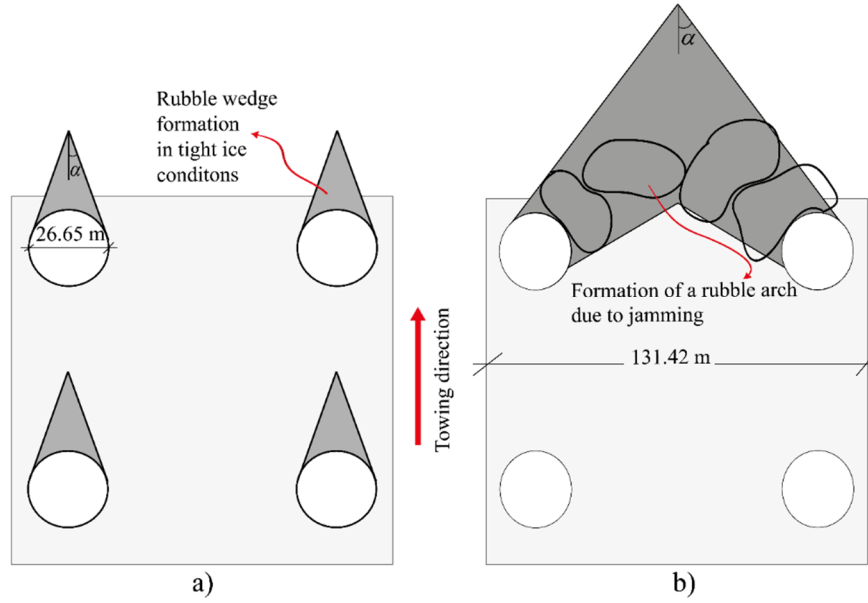 Rubble wedge
formation
in tight ice
conditons
α
26.65 m
a)
Towing direction
α
Formation of a rubble arch
due to jamming
131.42 m
b)